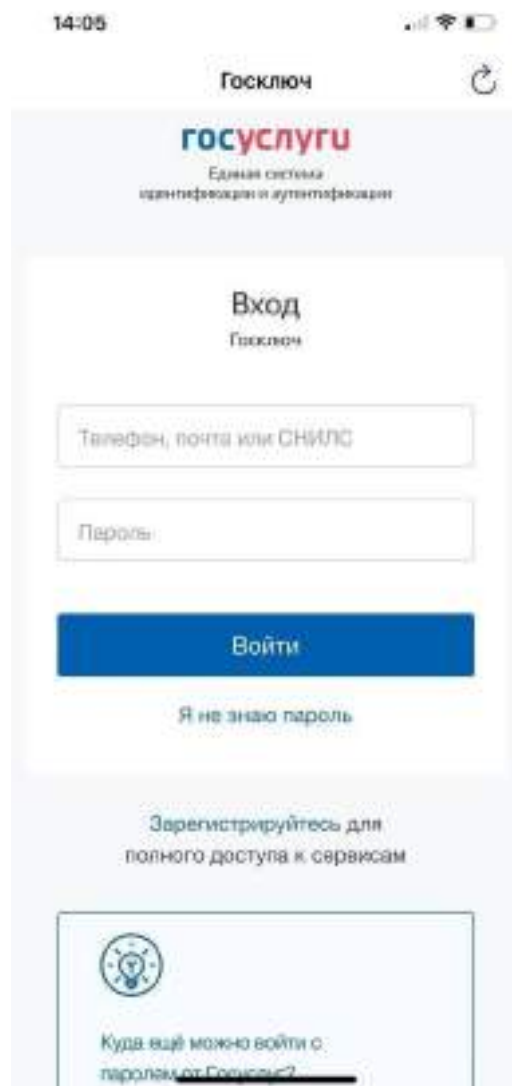 14:05
Госключ
госуслуги
Единая система
идентификации и аутентификации
Вход
Госключ
Телефон, почта или СНИЛС
Пароль
Войти
Я не знаю пароль
Зарегистрируйтесь для
полного доступа к сервисам
Куда ещё можно войти с
паролем от Госуслуг?